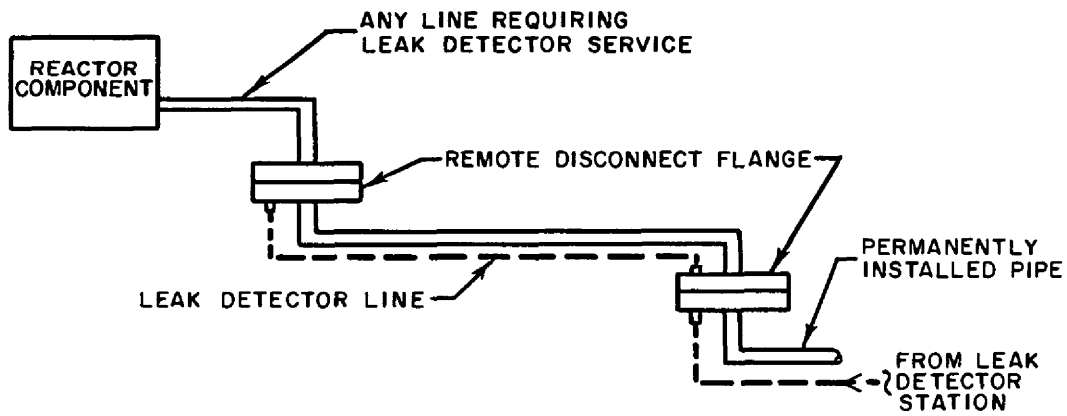 ANY LINE REQUIRING
LEAK DETECTOR SERVICE
REACTOR
COMPONENT
REMOTE DISCONNECT FLANGE
PERMANENTLY
INSTALLED PIPE
LEAK DETECTOR LINE
FROM LEAK
DETECTOR
STATION